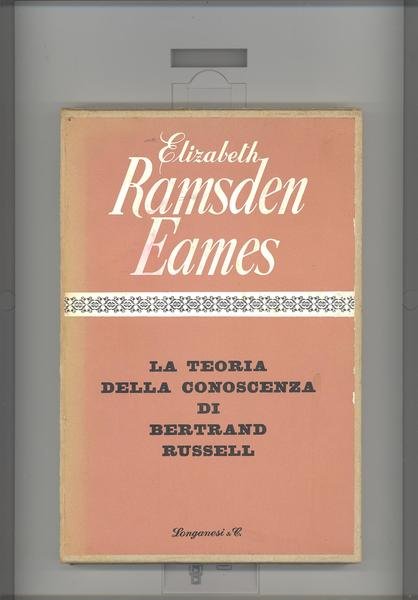 Elizabeth
Ramsden
Eames
LA TEORIA
DELLA CONOSCENZA
DI
BERTRAND
RUSSELL
Longanesi & C.